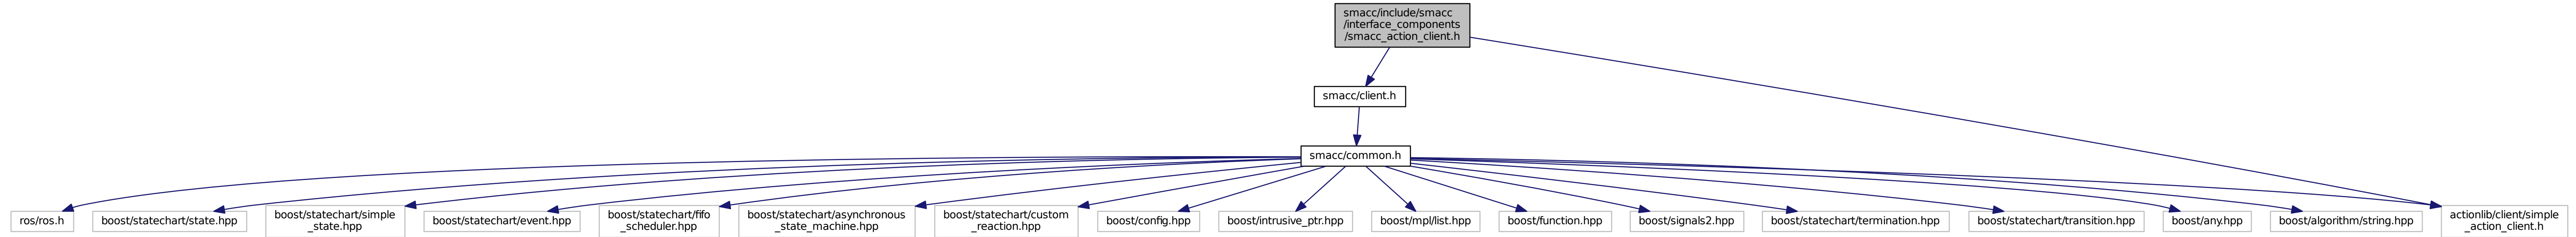 smacc/include/smacc
/interface_components
/smacc_action_client.h
smacc/client.h
smacc/common.h
ros/ros.h
boost/statechart/state.hpp
boost/statechart/simple
_state.hpp
boost/statechart/event.hpp
boost/statechart/fifo
_scheduler.hpp
boost/statechart/asynchronous
_state_machine.hpp
boost/statechart/custom
_reaction.hpp
boost/config.hpp
boost/intrusive_ptr.hpp
boost/mpl/list.hpp
boost/function.hpp
boost/signals2.hpp
boost/statechart/termination.hpp
boost/statechart/transition.hpp
boost/any.hpp
boost/algorithm/string.hpp
actionlib/client/simple
_action_client.h